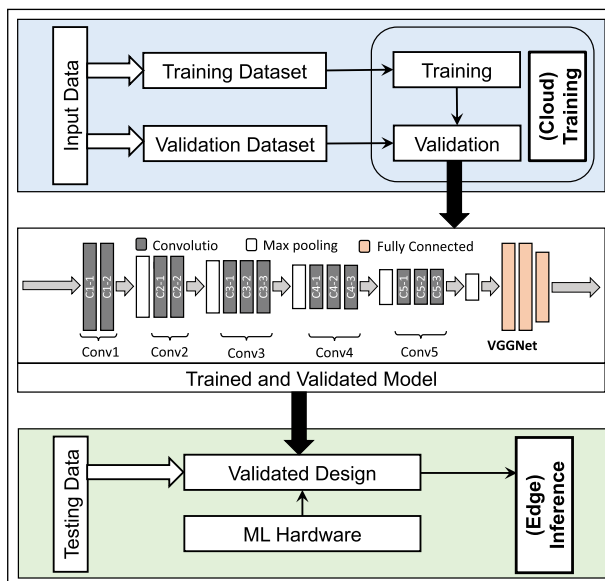 Input Data
Training Dataset
Training
(Cloud)
Training
Validation Dataset
Validation
Convolutio
Max pooling
Fully Connected
C1-1
C1-2
C2-1
C2-2
C3-1
C3-2
C3-3
C4-1
C4-2
C4-3
C5-1
C5-2
C5-3
Conv1
Conv2
Conv3
Conv4
Conv5
VGGNet
Trained and Validated Model
Testing Data
Validated Design
ML Hardware
(Edge)
Inference